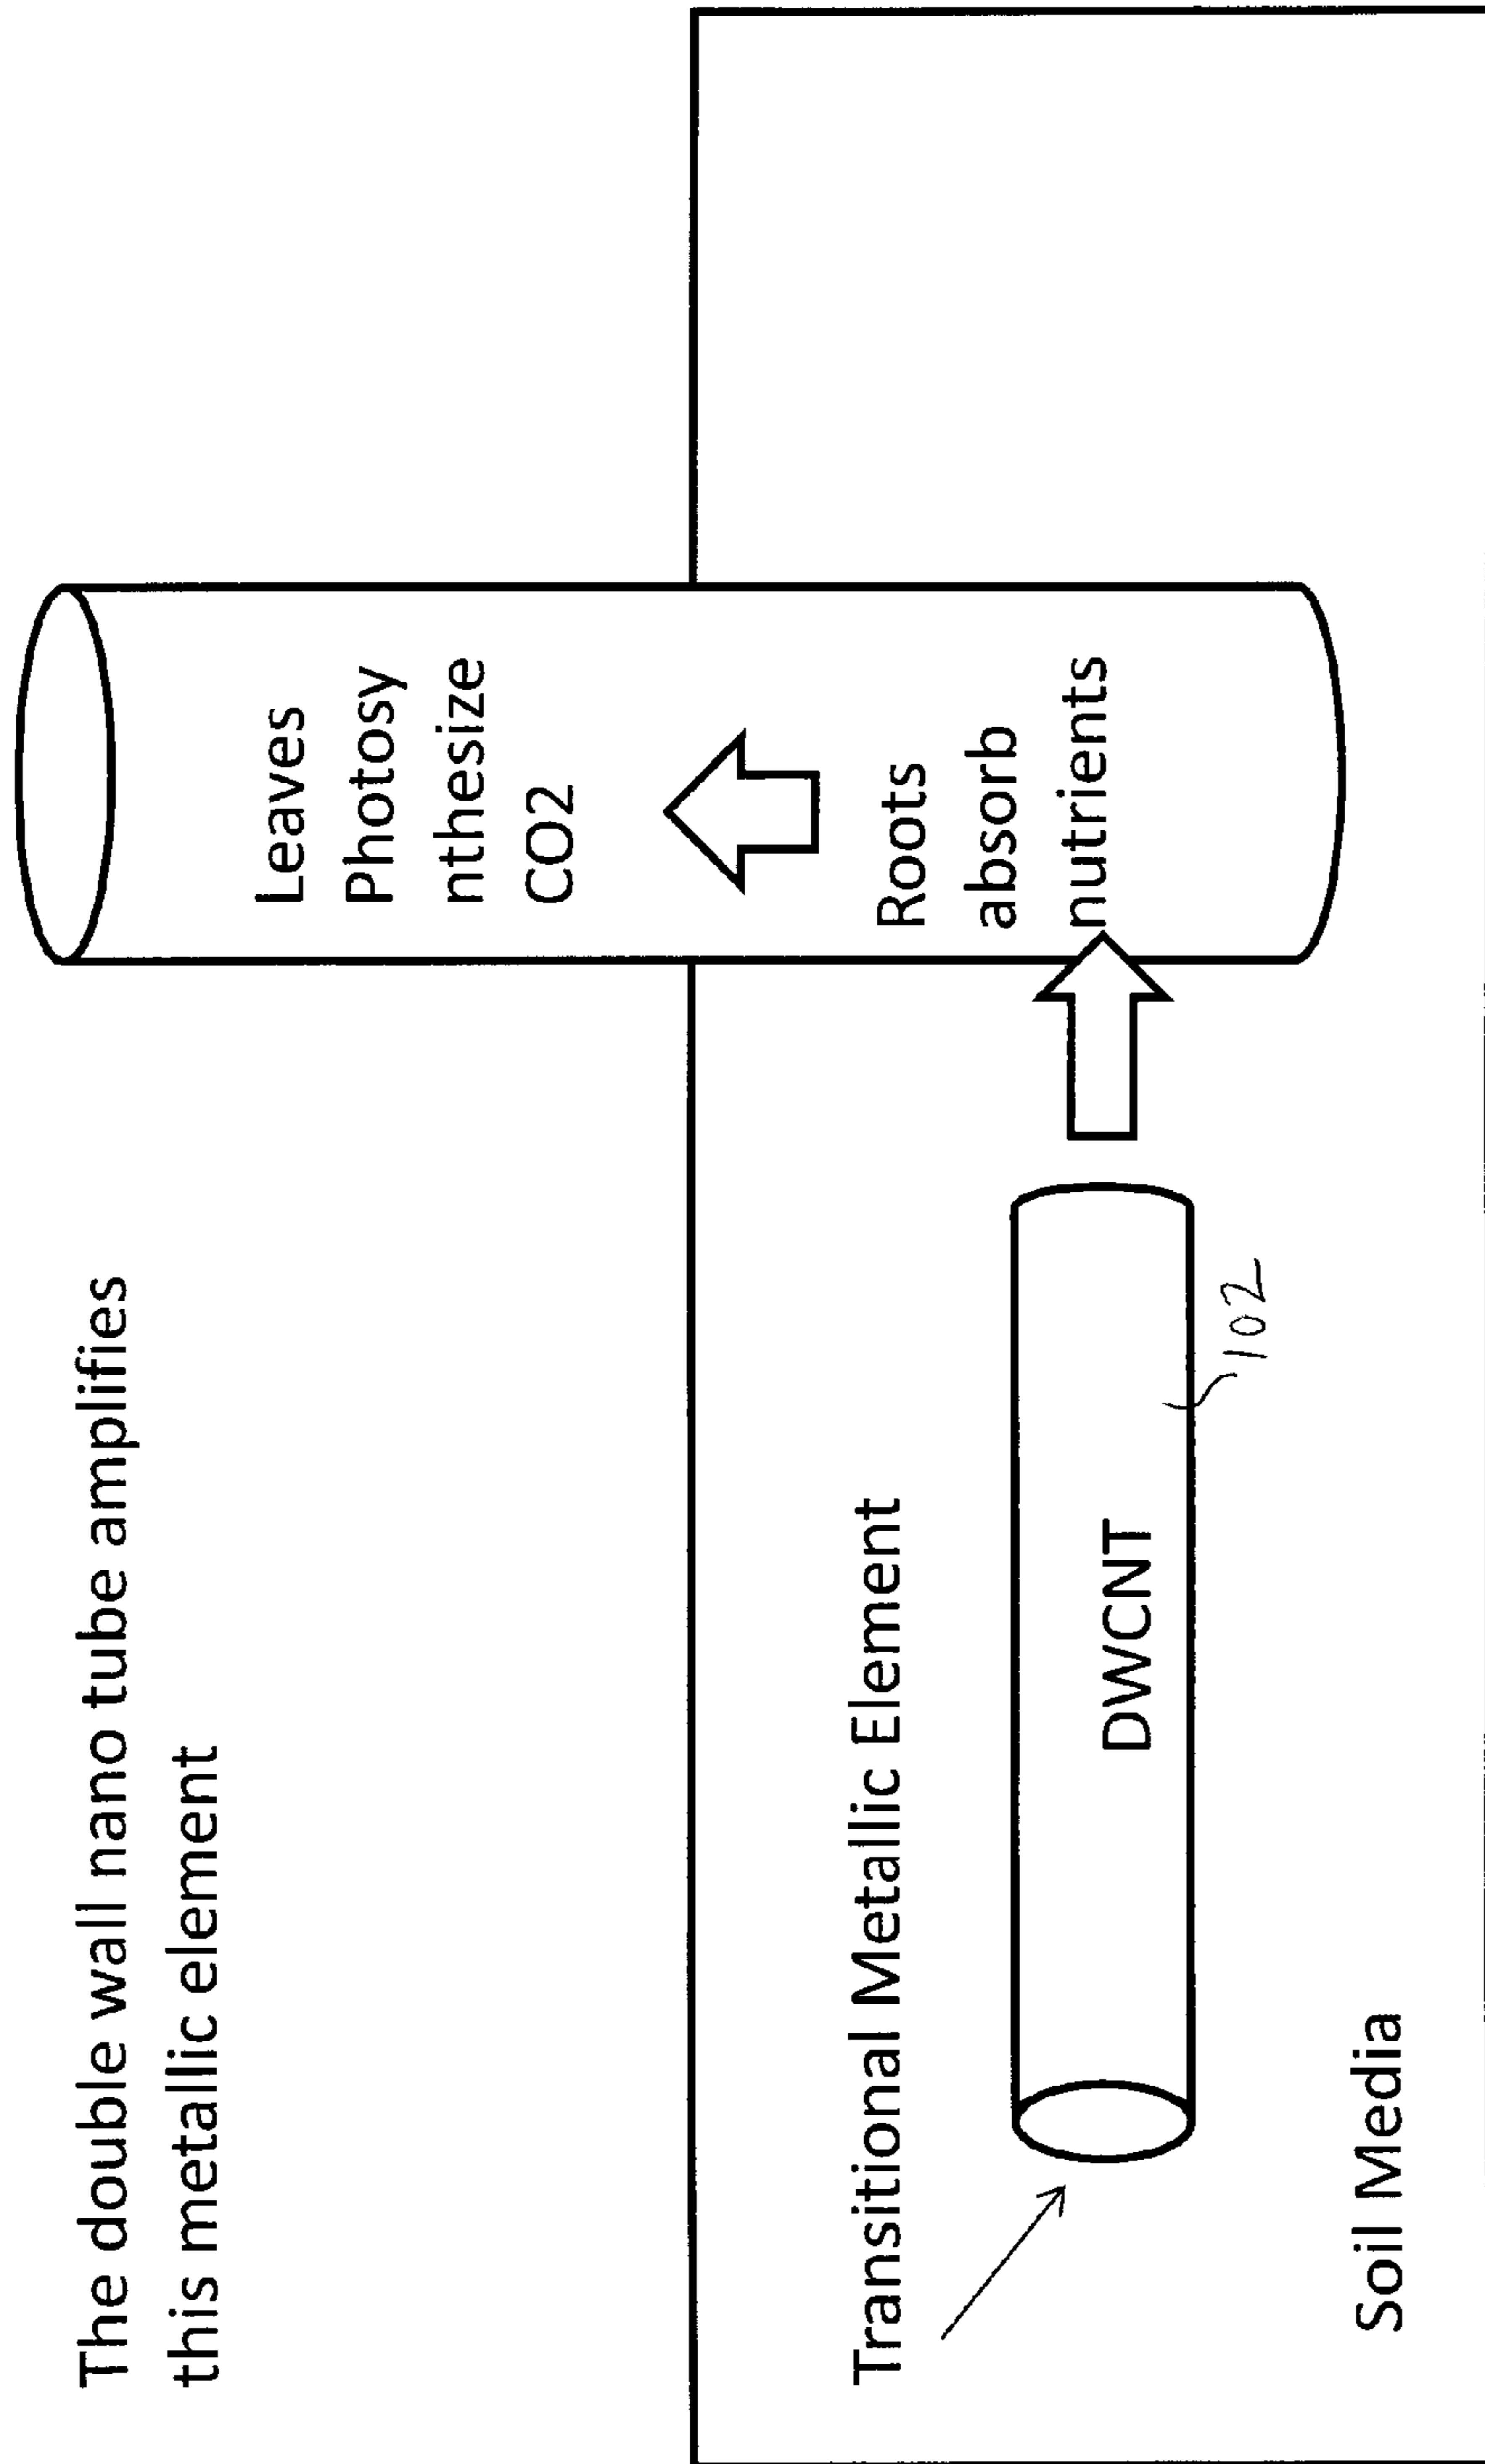 The double wall nano tube amplifies
this metallic element
Leaves
Photosy
nthesize
CO2
Roots
absorb
nutrients
Transitional Metallic Element
DWCNT
102
Soil Media